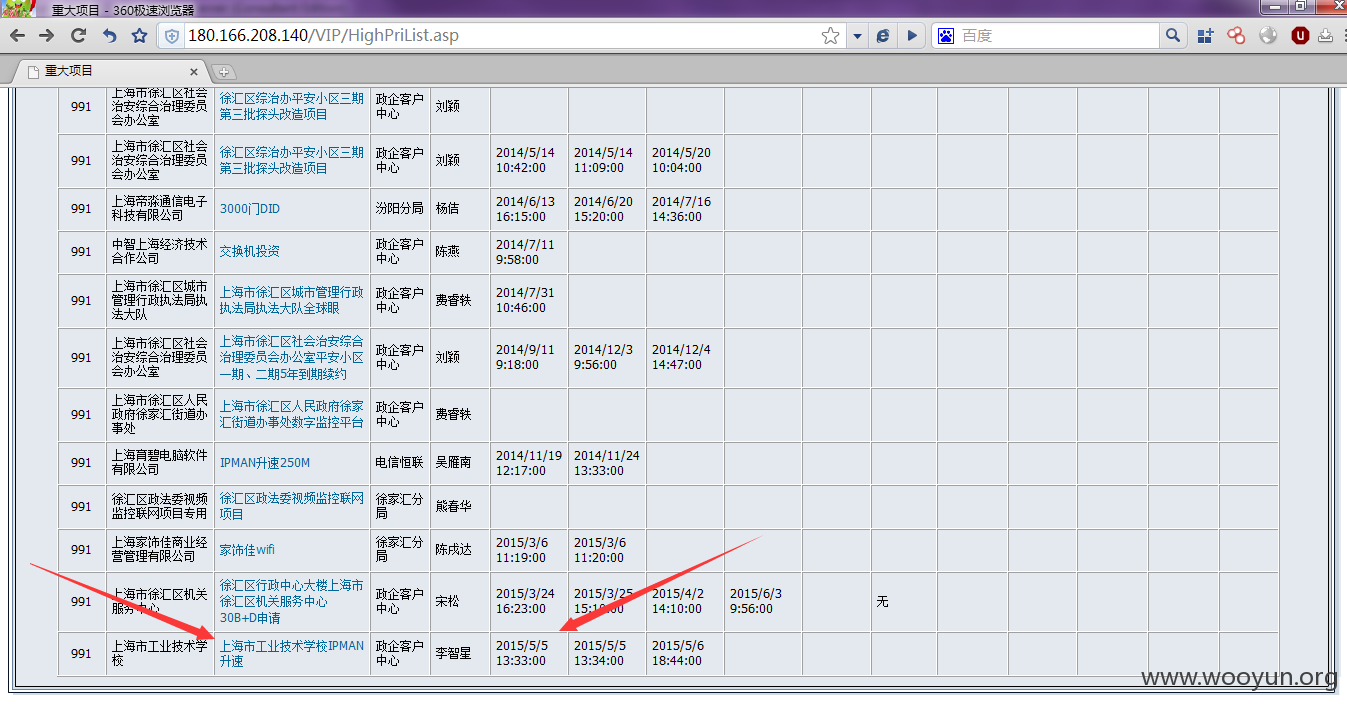 重大项目 - 360极速浏览器
180.166.208.140/VIP/HighPriList.asp
百度
重大项目
991
上海市徐汇区社会
治安综合治理委员
会办公室
徐汇区综治办平安小区三期
第三批探头改造项目
政企客户
中心
刘颖
991
上海市徐汇区社会
治安综合治理委员
会办公室
徐汇区综治办平安小区三期
第三批探头改造项目
政企客户
中心
刘颖
2014/5/14
10:42:00
2014/5/14
11:09:00
2014/5/20
10:04:00
991
上海帝淼通信电子
科技有限公司
3000门DID
汾阳分局
杨佶
2014/6/13
16:15:00
2014/6/20
15:20:00
2014/7/16
14:36:00
991
中智上海经济技术
合作公司
交换机投资
政企客户
中心
陈燕
2014/7/11
9:58:00
991
上海市徐汇区城市
管理行政执法局执
法大队
上海市徐汇区城市管理行政
执法局执法大队全球眼
政企客户
中心
费睿轶
2014/7/31
10:46:00
991
上海市徐汇区社会
治安综合治理委员
会办公室
上海市徐汇区社会治安综合
治理委员会办公室平安小区
一期、二期5年到期续约
政企客户
中心
刘颖
2014/9/11
9:18:00
2014/12/3
9:56:00
2014/12/4
14:47:00
991
上海市徐汇区人民
政府徐家汇街道办
事处
上海市徐汇区人民政府徐家
汇街道办事处数字监控平台
政企客户
中心
费睿轶
991
上海育碧电脑软件
有限公司
IPMAN升速250M
电信恒联
吴雁南
2014/11/19
12:17:00
2014/11/24
13:33:00
991
徐汇区政法委视频
监控联网项目专用
徐汇区政法委视频监控联网
项目
徐家汇分
局
熊春华
991
上海家饰佳商业经
营管理有限公司
家饰佳wifi
徐家汇分
局
陈戌达
2015/3/6
11:19:00
2015/3/6
11:20:00
991
上海市徐汇区机关
服务中心
徐汇区行政中心大楼上海市
徐汇区机关服务中心
30B+D申请
政企客户
中心
宋松
2015/3/24
16:23:00
2015/3/25
2015/4/2
14:10:00
2015/6/3
9:56:00
无
991
上海市工业技术学
校
上海市工业技术学校IPMAN
升速
政企客户
中心
李智星
2015/5/5
13:33:00
2015/5/5
13:34:00
2015/5/6
18:44:00
www.wooyun.org